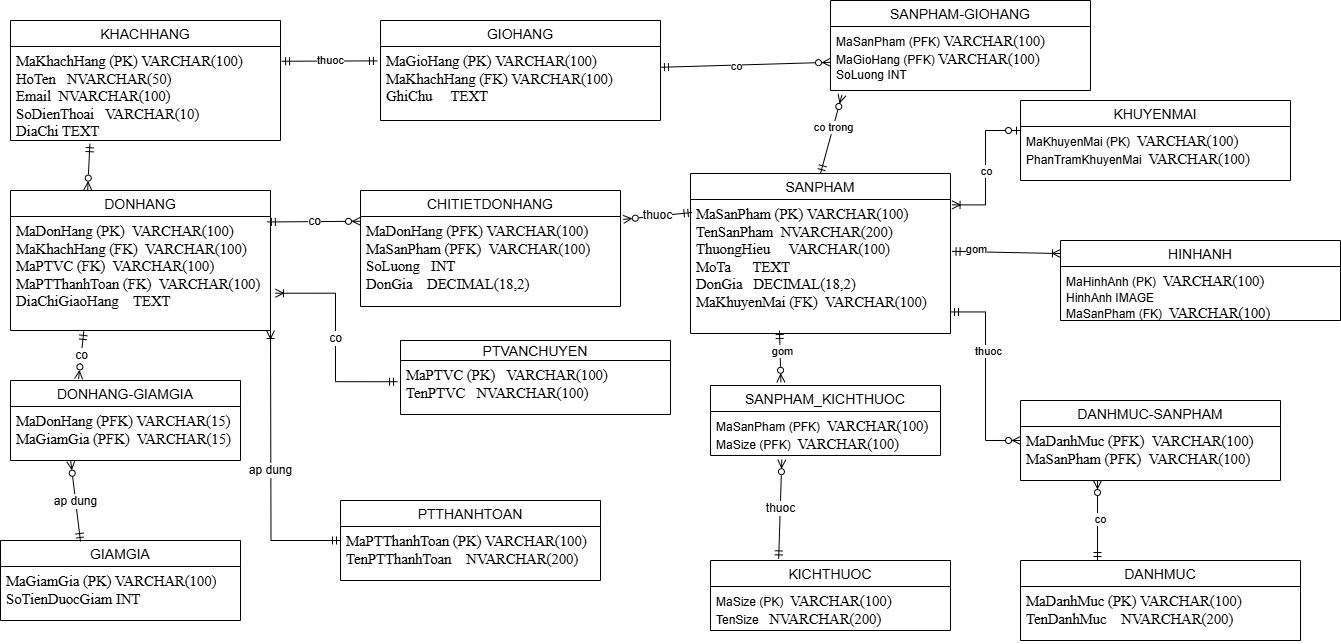 KHACHHANG
MaKhachHang (PK) VARCHAR(100)
HoTen NVARCHAR(50)
Email NVARCHAR(100)
SoDienThoai VARCHAR(10)
DiaChi TEXT
thuoc
GIOHANG
MaGioHang (PK) VARCHAR(100)
MaKhachHang (FK) VARCHAR(100)
GhiChu TEXT
co
SANPHAM-GIOHANG
MaSanPham (PFK) VARCHAR(100)
MaGioHang (PFK) VARCHAR(100)
SoLuong INT
co trong
KHUYENMAI
MaKhuyenMai (PK) VARCHAR(100)
PhanTramKhuyenMai VARCHAR(100)
co
DONHANG
MaDonHang (PK) VARCHAR(100)
MaKhachHang (FK) VARCHAR(100)
MaPTVC (FK) VARCHAR(100)
MaPTThanhToan (FK) VARCHAR(100)
DiaChiGiaoHang TEXT
co
CHITIETDONHANG
MaDonHang (PFK) VARCHAR(100)
MaSanPham (PFK) VARCHAR(100)
SoLuong INT
DonGia DECIMAL(18,2)
thuoc
SANPHAM
MaSanPham (PK) VARCHAR(100)
TenSanPham NVARCHAR(200)
ThuongHieu VARCHAR(100)
MoTa TEXT
DonGia DECIMAL(18,2)
MaKhuyenMai (FK) VARCHAR(100)
gom
HINHANH
MaHinhAnh (PK) VARCHAR(100)
HinhAnh IMAGE
MaSanPham (FK) VARCHAR(100)
co
co
PTVANCHUYEN
MaPTVC (PK) VARCHAR(100)
TenPTVC NVARCHAR(100)
gom
thuoc
DONHANG-GIAMGIA
MaDonHang (PFK) VARCHAR(15)
MaGiamGia (PFK) VARCHAR(15)
SANPHAM_KICHTHUOC
MaSanPham (PFK) VARCHAR(100)
MaSize (PFK) VARCHAR(100)
DANHMUC-SANPHAM
MaDanhMuc (PFK) VARCHAR(100)
MaSanPham (PFK) VARCHAR(100)
ap dung
ap dung
thuoc
co
PTTHANHTOAN
MaPTThanhToan (PK) VARCHAR(100)
TenPTThanhToan NVARCHAR(200)
GIAMGIA
MaGiamGia (PK) VARCHAR(100)
SoTienDuocGiam INT
KICHTHUOC
MaSize (PK) VARCHAR(100)
TenSize NVARCHAR(200)
DANHMUC
MaDanhMuc (PK) VARCHAR(100)
TenDanhMuc NVARCHAR(200)